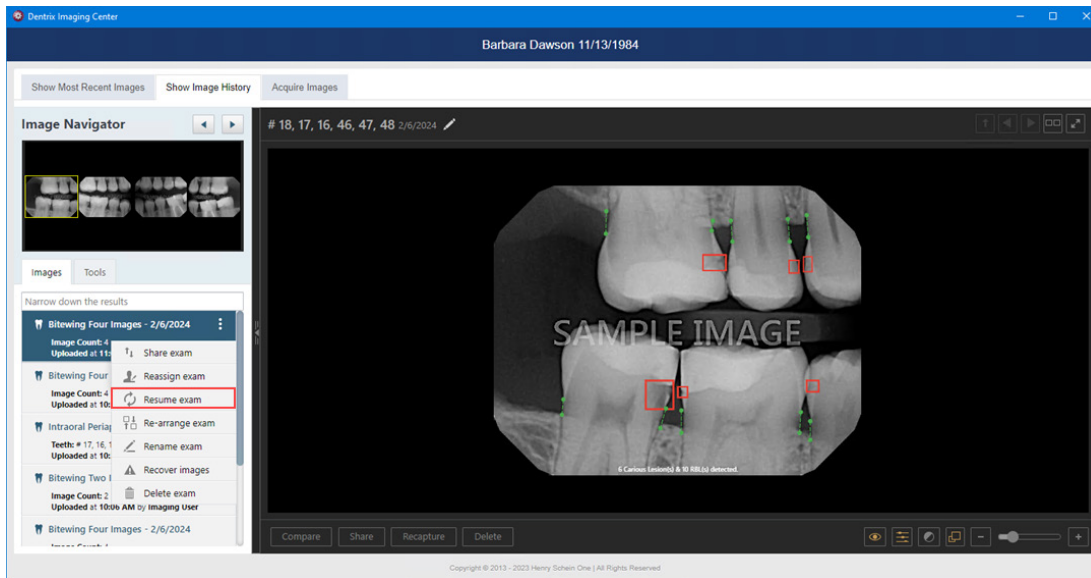 Dentrix Imaging Center
Barbara Dawson 11/13/1984
Show Most Recent Images
Show Image History
Acquire Images
Image Navigator
# 18, 17, 16, 46, 47, 48 2/6/2024
Images
Tools
Narrow down the results
Bitewing Four Images - 2/6/2024
Image Count: 4
Uploaded at 11:
Share exam
Reassign exam
Resume exam
Re-arrange exam
Rename exam
Recover images
Delete exam
Bitewing Four
Image Count: 4
Uploaded at 10:
Intraoral Periap
Teeth: # 17, 16, 1
Uploaded at 10:
Bitewing Two I
Image Count: 2
Uploaded at 10:06 AM by Imaging User
Bitewing Four Images - 2/6/2024
SAMPLE IMAGE
6 Carious Lesion(s) & 10 RBL(s) detected.
Compare
Share
Recapture
Delete
Copyright © 2013 - 2023 Henry Schein One | All Rights Reserved